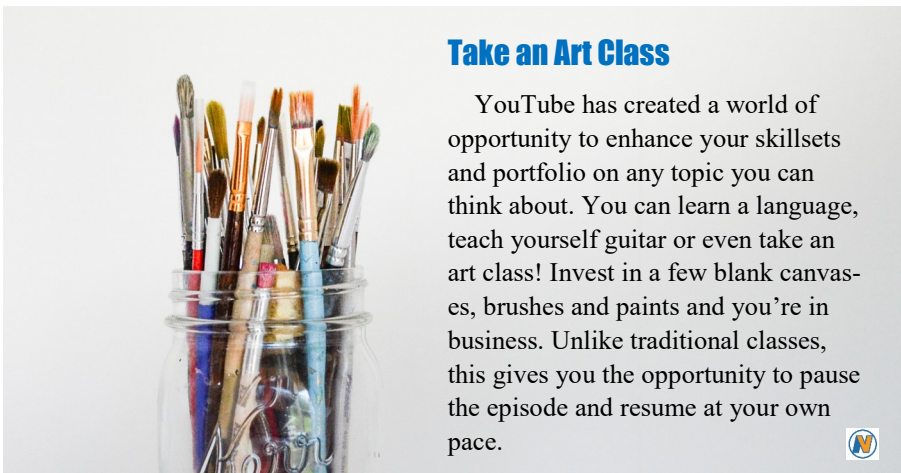 Take an Art Class
YouTube has created a world of
opportunity to enhance your skillsets
and portfolio on any topic you can
think about. You can learn a language,
teach yourself guitar or even take an
art class! Invest in a few blank canvas-
es, brushes and paints and you’re in
business. Unlike traditional classes,
this gives you the opportunity to pause
the episode and resume at your own
pace.